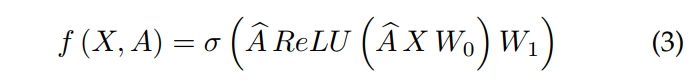 f (X, A) = σ ( Â ReLU ( Â X W₀ ) W₁ ) (3)